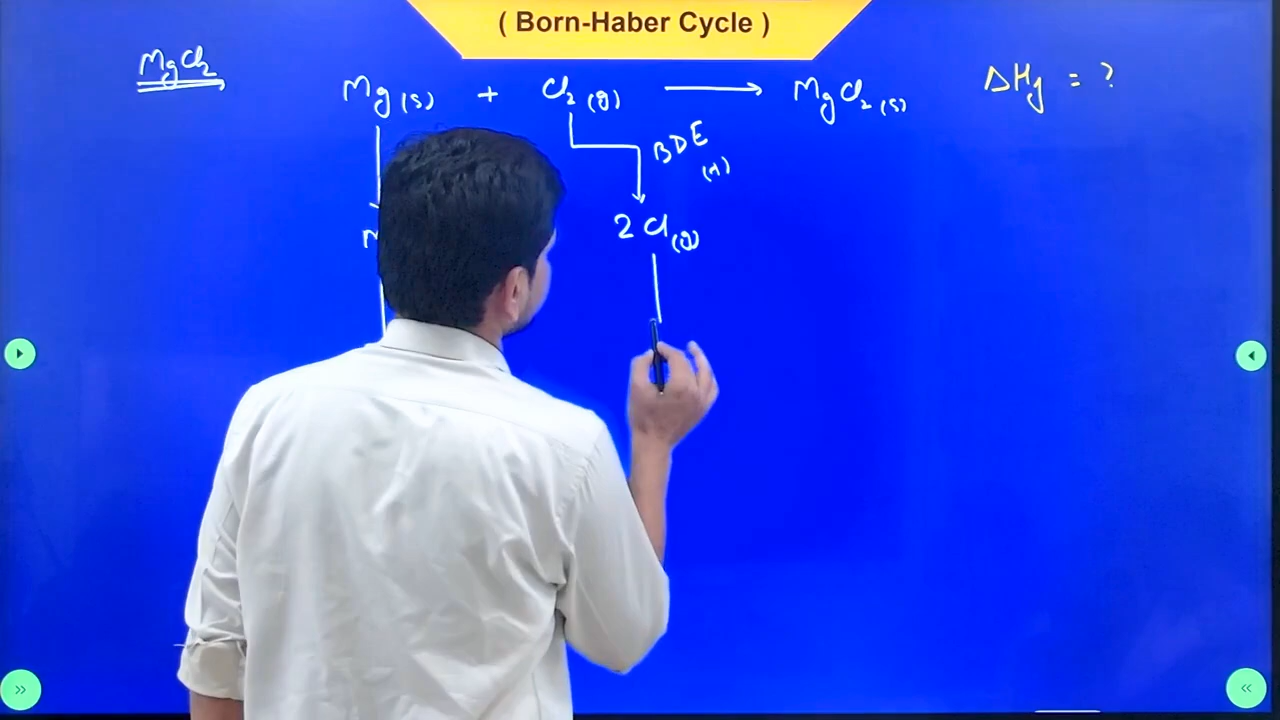 ( Born-Haber Cycle )
MgCl₂
Mg(s) + Cl₂(g) ⟶ MgCl₂(s)
ΔHf = ?
BDE
2Cl(g)